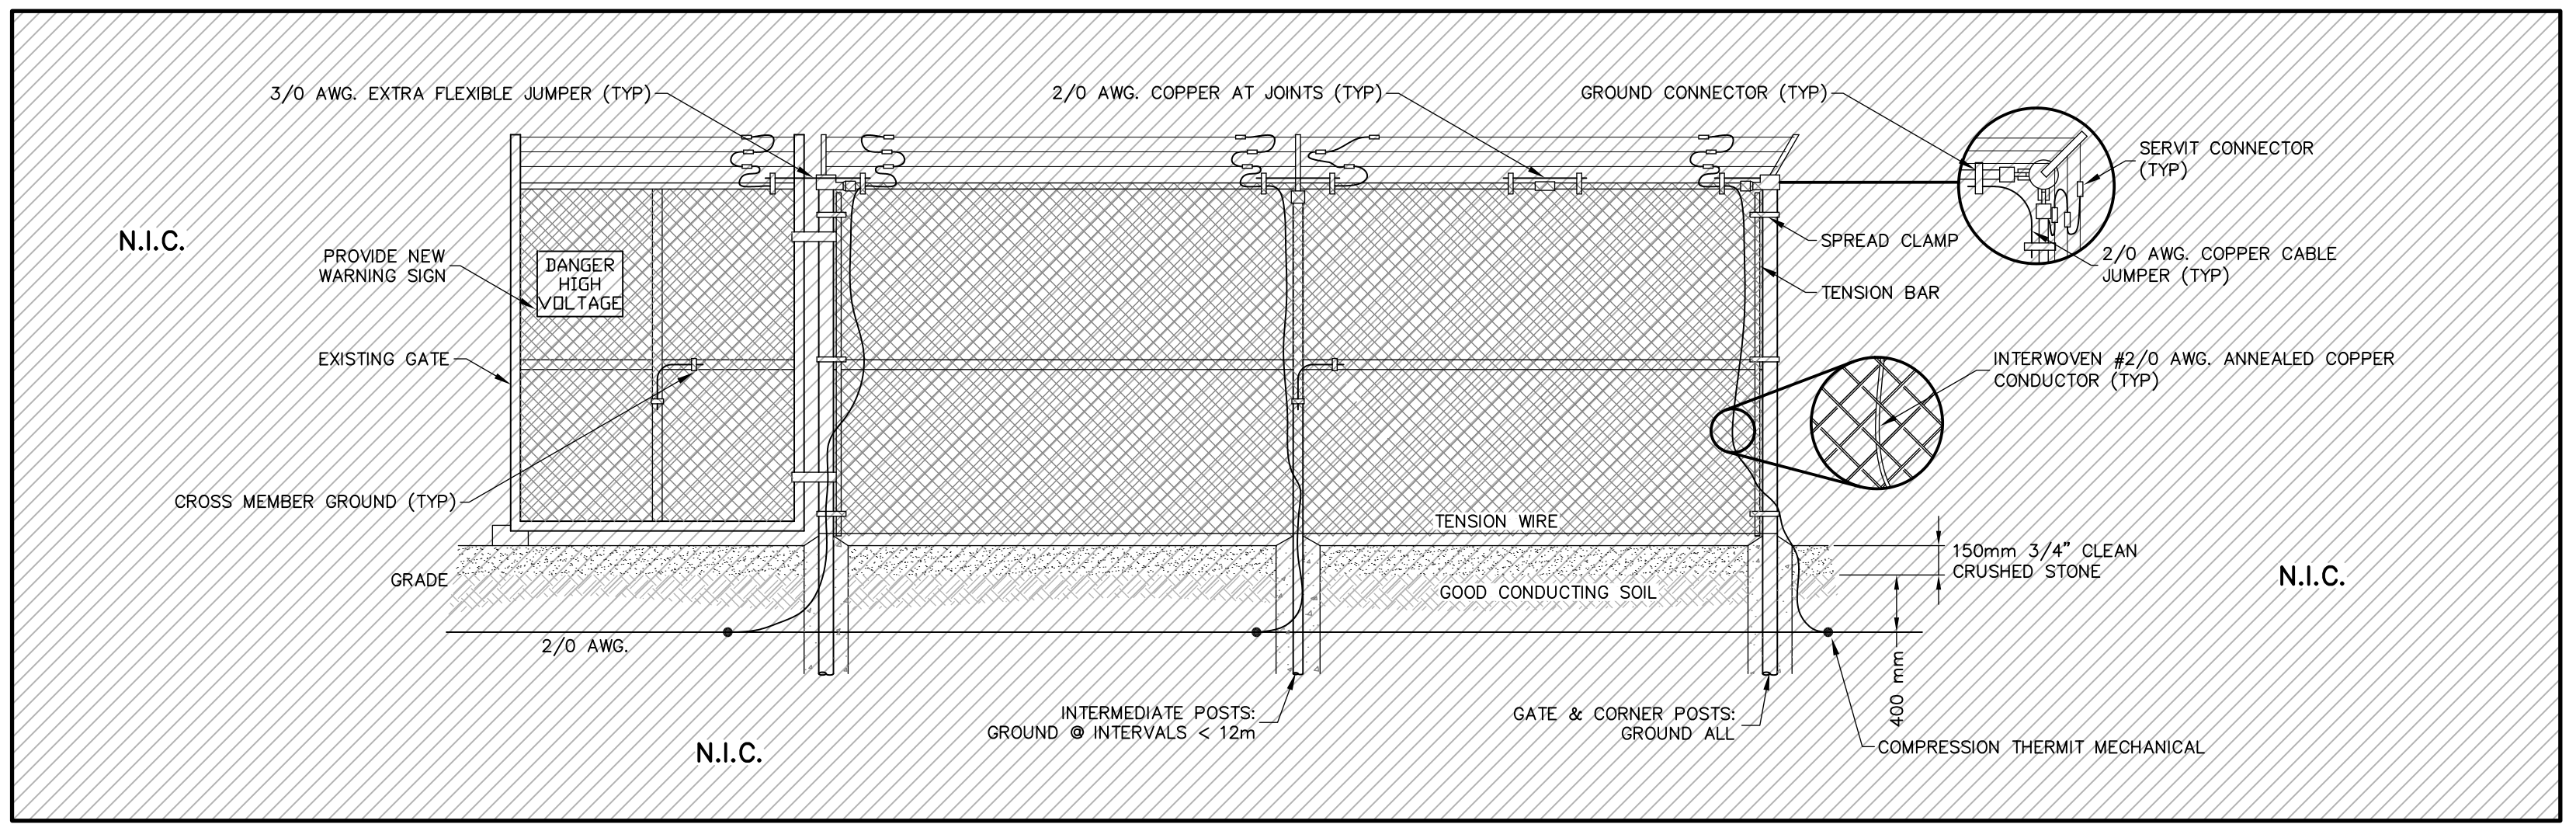 3/0 AWG. EXTRA FLEXIBLE JUMPER (TYP)
2/0 AWG. COPPER AT JOINTS (TYP)
GROUND CONNECTOR (TYP)
SERVIT CONNECTOR
(TYP)
N.I.C.
PROVIDE NEW
WARNING SIGN
DANGER
HIGH
VOLTAGE
SPREAD CLAMP
2/0 AWG. COPPER CABLE
JUMPER (TYP)
TENSION BAR
EXISTING GATE
INTERWOVEN #2/0 AWG. ANNEALED COPPER
CONDUCTOR (TYP)
CROSS MEMBER GROUND (TYP)
TENSION WIRE
150mm 3/4" CLEAN
CRUSHED STONE
GRADE
GOOD CONDUCTING SOIL
N.I.C.
2/0 AWG.
400 mm
INTERMEDIATE POSTS:
GROUND @ INTERVALS < 12m
GATE & CORNER POSTS:
GROUND ALL
COMPRESSION THERMIT MECHANICAL
N.I.C.